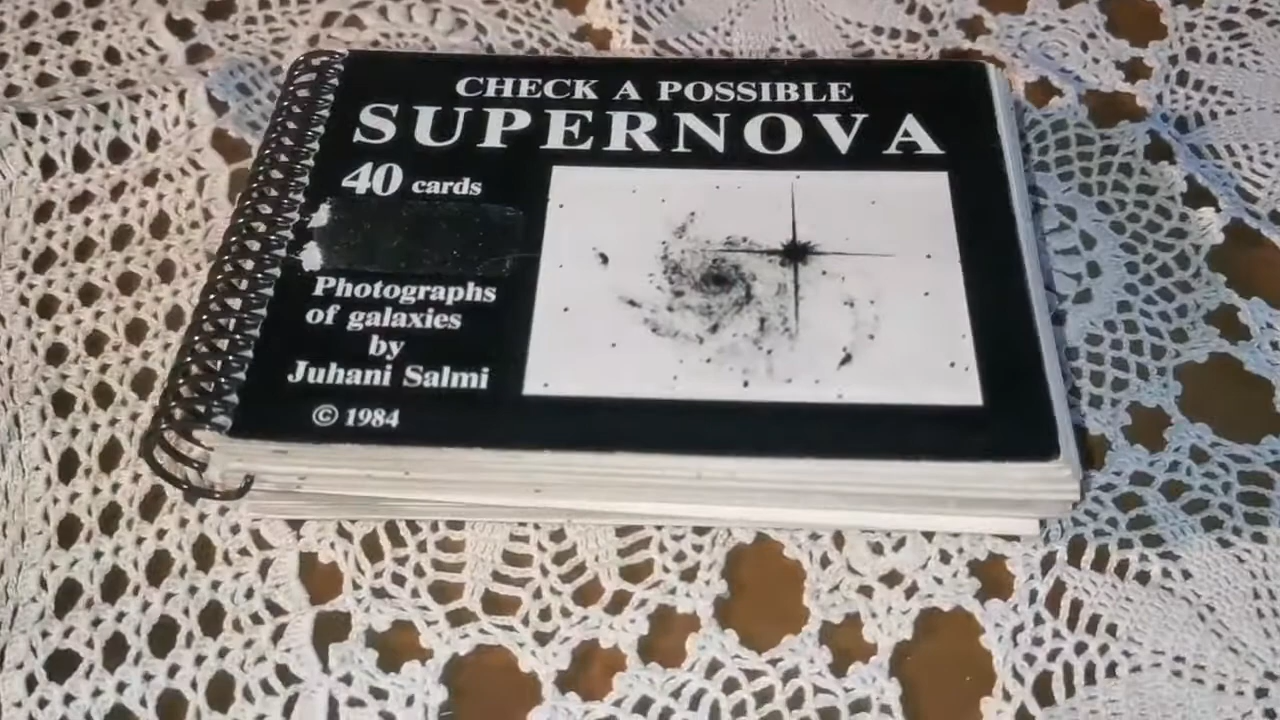 CHECK A POSSIBLE
SUPERNOVA
40 cards
Photographs
of galaxies
by
Juhani Salmi
© 1984